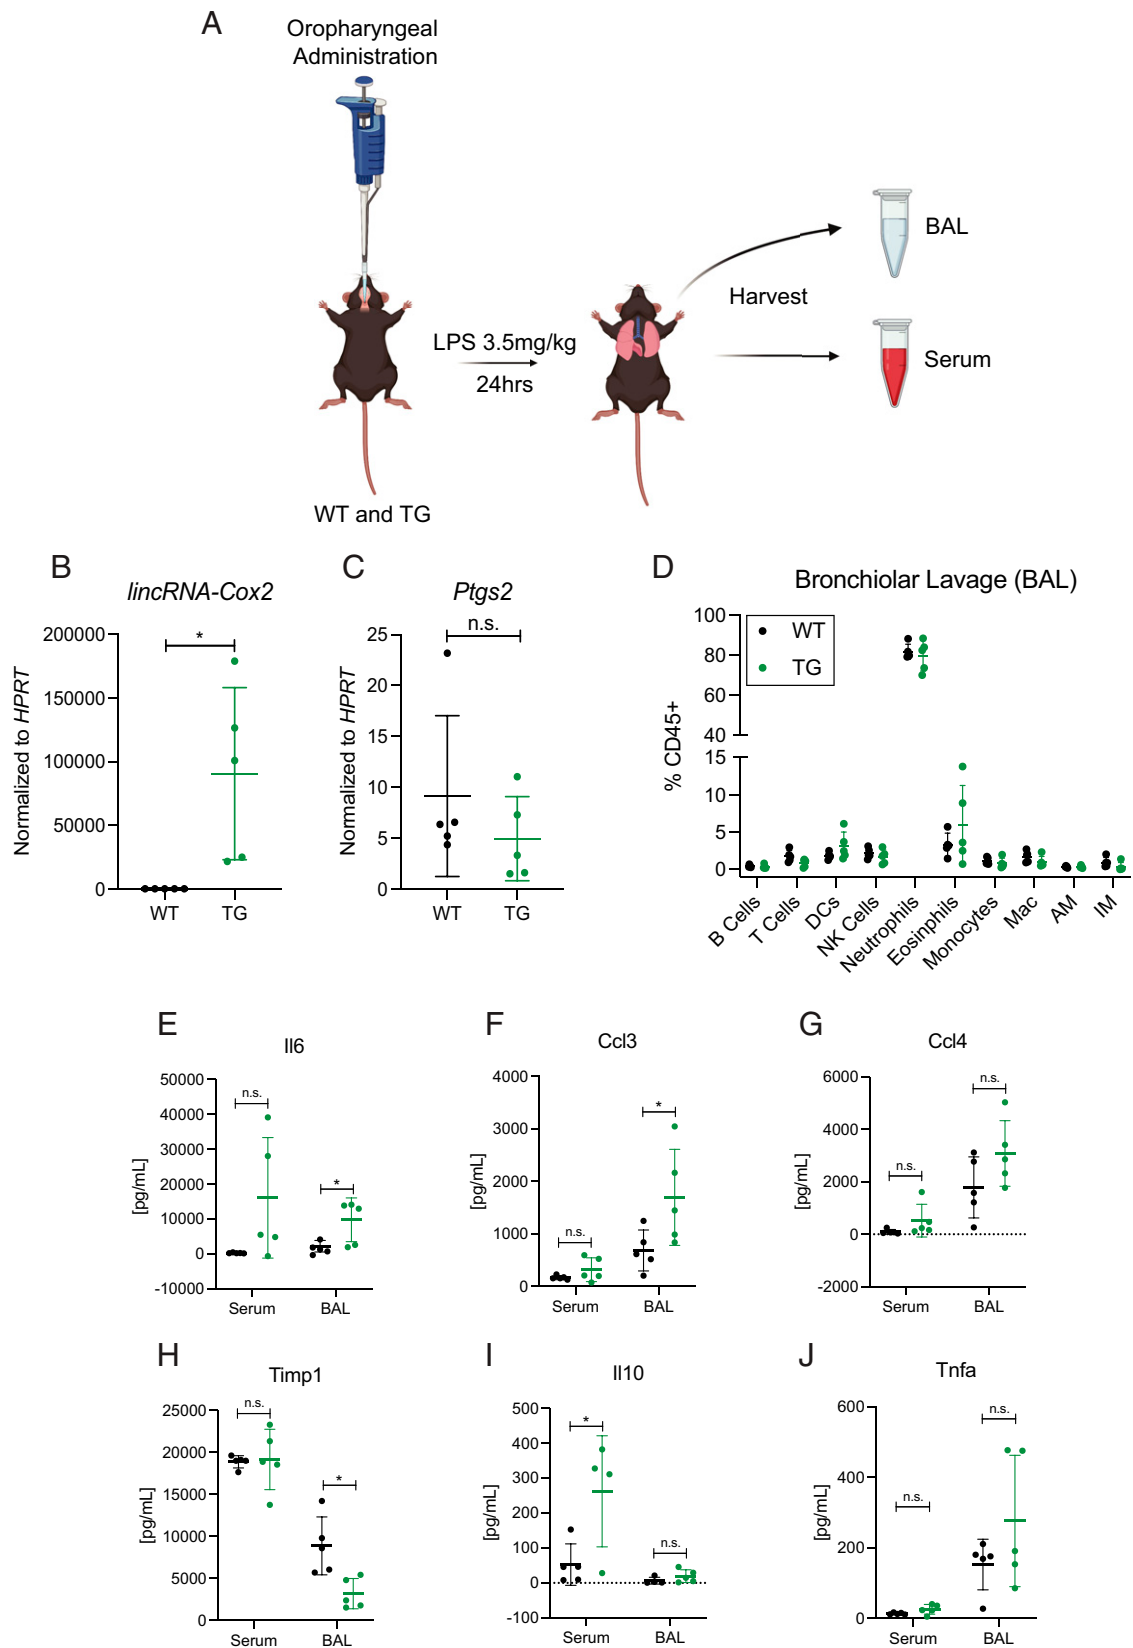 A
Oropharyngeal
Administration
LPS 3.5mg/kg
24hrs
Harvest
BAL
Serum
WT and TG
B
lincRNA-Cox2
Normalized to HPRT
200000
150000
100000
50000
0
*
WT
TG
C
Ptgs2
Normalized to HPRT
25
20
15
10
5
0
n.s.
WT
TG
D
Bronchiolar Lavage (BAL)
% CD45+
100
80
60
40
15
10
5
0
WT
TG
B Cells
T Cells
DCs
NK Cells
Neutrophils
Eosinphils
Monocytes
Mac
AM
IM
E
Il6
[pg/mL]
50000
40000
30000
20000
10000
0
-10000
n.s.
*
Serum
BAL
F
Ccl3
[pg/mL]
4000
3000
2000
1000
0
n.s.
*
Serum
BAL
G
Ccl4
[pg/mL]
6000
4000
2000
0
-2000
n.s.
n.s.
Serum
BAL
H
Timp1
[pg/mL]
25000
20000
15000
10000
5000
0
n.s.
*
Serum
BAL
I
Il10
[pg/mL]
500
400
300
200
100
0
-100
*
n.s.
Serum
BAL
J
Tnfa
[pg/mL]
600
400
200
0
n.s.
n.s.
Serum
BAL